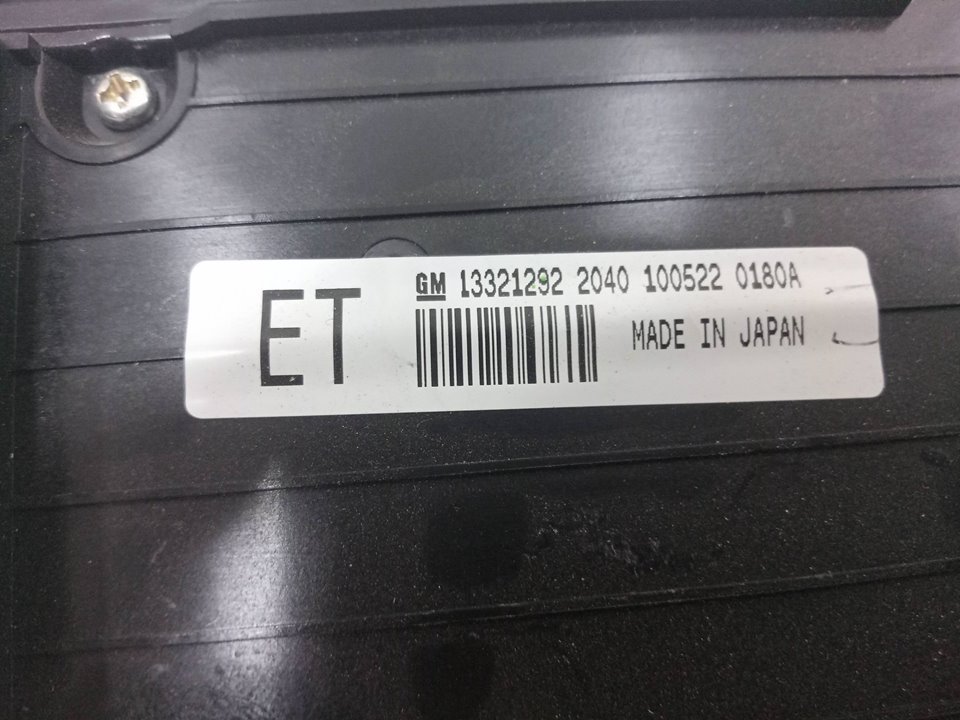 ET
GM 13321292 2040 100522 0180A
MADE IN JAPAN